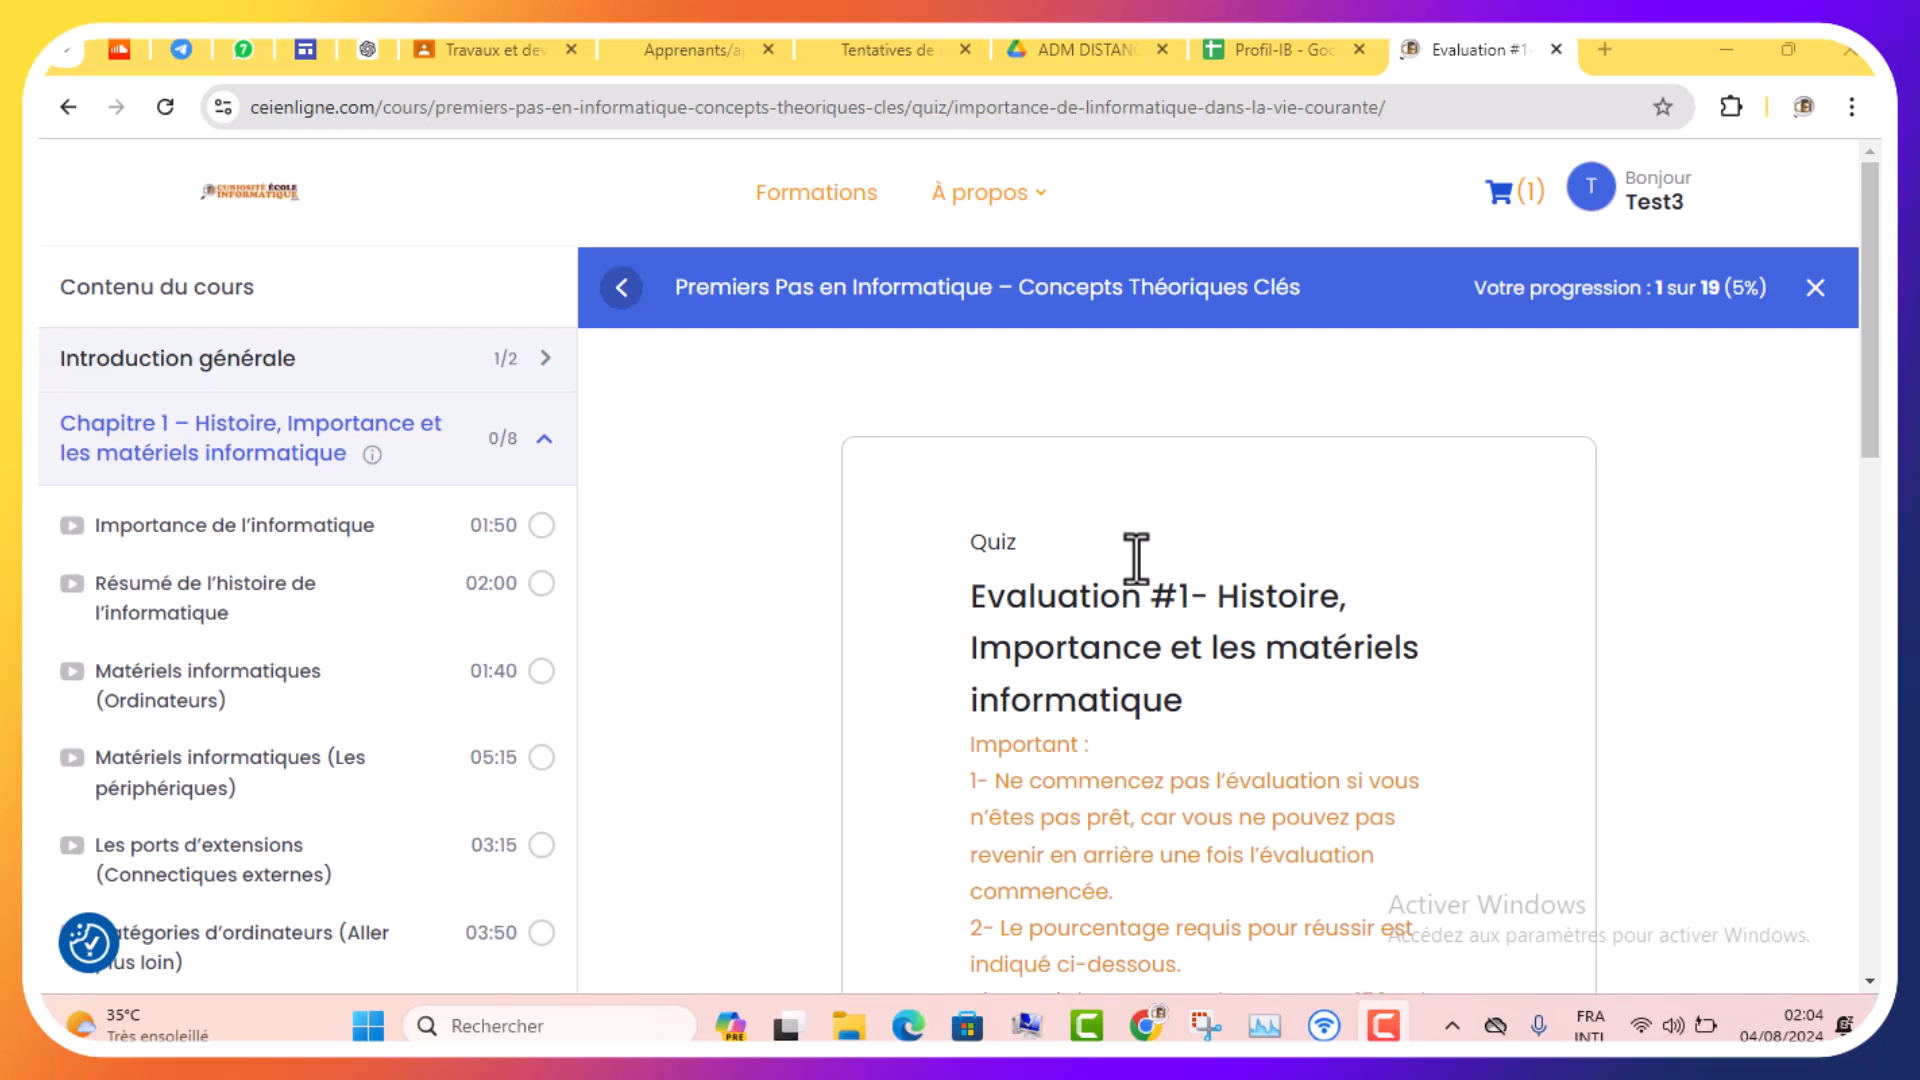 Travaux et de
Apprenants/a
Tentatives de
ADM DISTAN
Profil-IB - Goo
Evaluation #1-
ceienligne.com/cours/premiers-pas-en-informatique-concepts-theoriques-cles/quiz/importance-de-linformatique-dans-la-vie-courante/
CURIOSITÉ ÉCOLE
INFORMATIQUE
Formations
À propos
(1)
T
Bonjour
Test3
Contenu du cours
Premiers Pas en Informatique – Concepts Théoriques Clés
Votre progression : 1 sur 19 (5%)
Introduction générale 1/2
Chapitre 1 – Histoire, Importance et
les matériels informatique
0/8
Importance de l'informatique 01:50
Résumé de l'histoire de
l'informatique
02:00
Matériels informatiques
(Ordinateurs)
01:40
Matériels informatiques (Les
périphériques)
05:15
Les ports d'extensions
(Connectiques externes)
03:15
atégories d'ordinateurs (Aller
lus loin)
03:50
Quiz
Evaluation #1- Histoire,
Importance et les matériels
informatique
Important :
1- Ne commencez pas l'évaluation si vous
n'êtes pas prêt, car vous ne pouvez pas
revenir en arrière une fois l'évaluation
commencée.
2- Le pourcentage requis pour réussir est
indiqué ci-dessous.
Activer Windows
Accédez aux paramètres pour activer Windows.
35°C
Très ensoleillé
Rechercher
PRE
FRA
INTL
02:04
04/08/2024